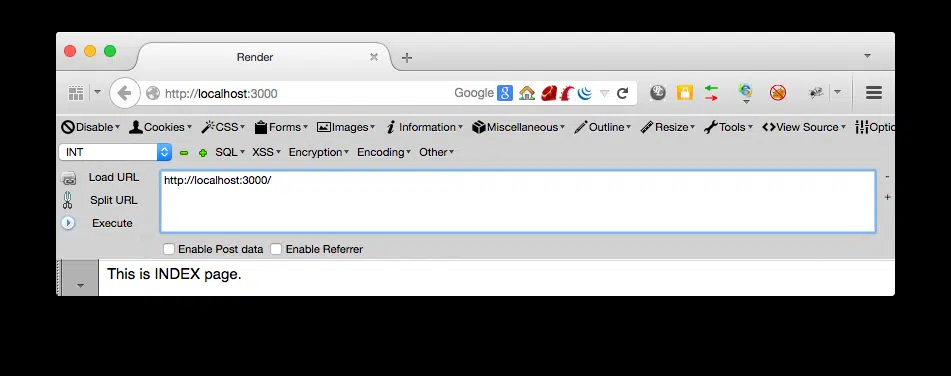 Render
http://localhost:3000 Google
Disable Cookies CSS Forms Images Information Miscellaneous Outline Resize Tools View Source Optio
INT SQL XSS Encryption Encoding Other
Load URL http://localhost:3000/
Split URL
Execute
Enable Post data Enable Referrer
This is INDEX page.